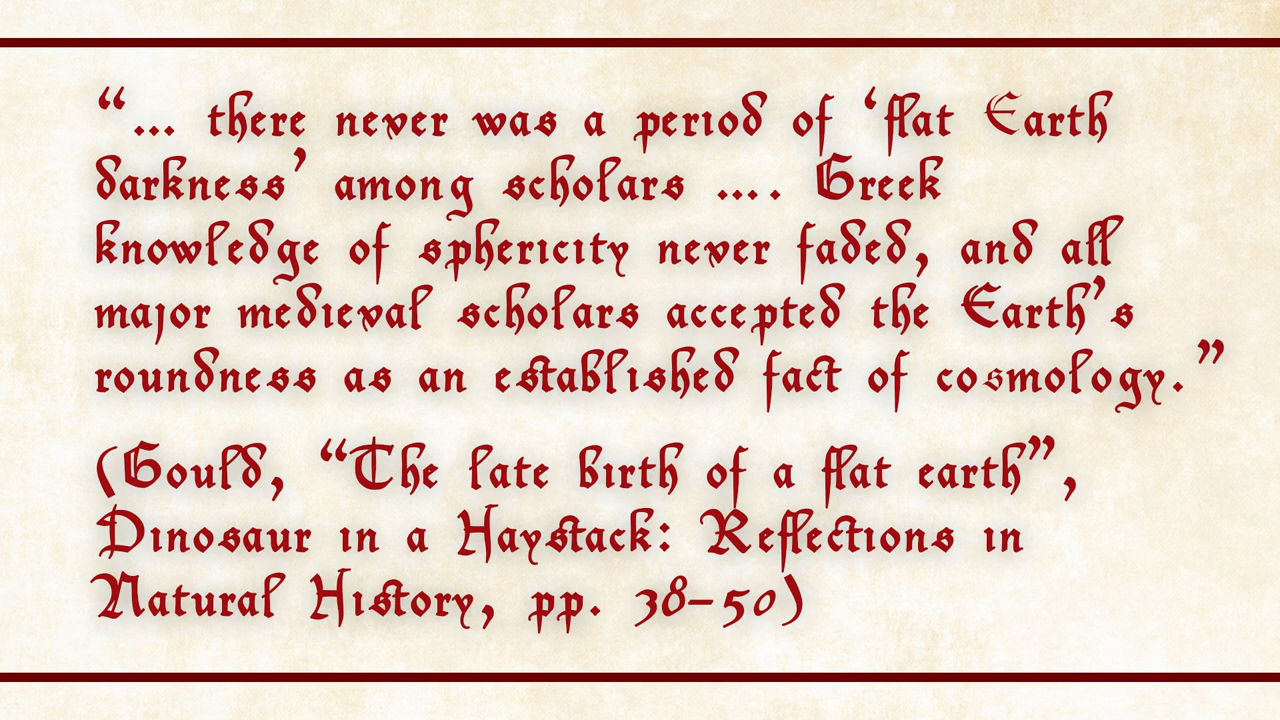 “... there never was a period of ‘flat Earth
darkness’ among scholars .... Greek
knowledge of sphericity never faded, and all
major medieval scholars accepted the Earth’s
roundness as an established fact of cosmology.”
(Gould, “The late birth of a flat earth”,
Dinosaur in a Haystack: Reflections in
Natural History, pp. 38–50)